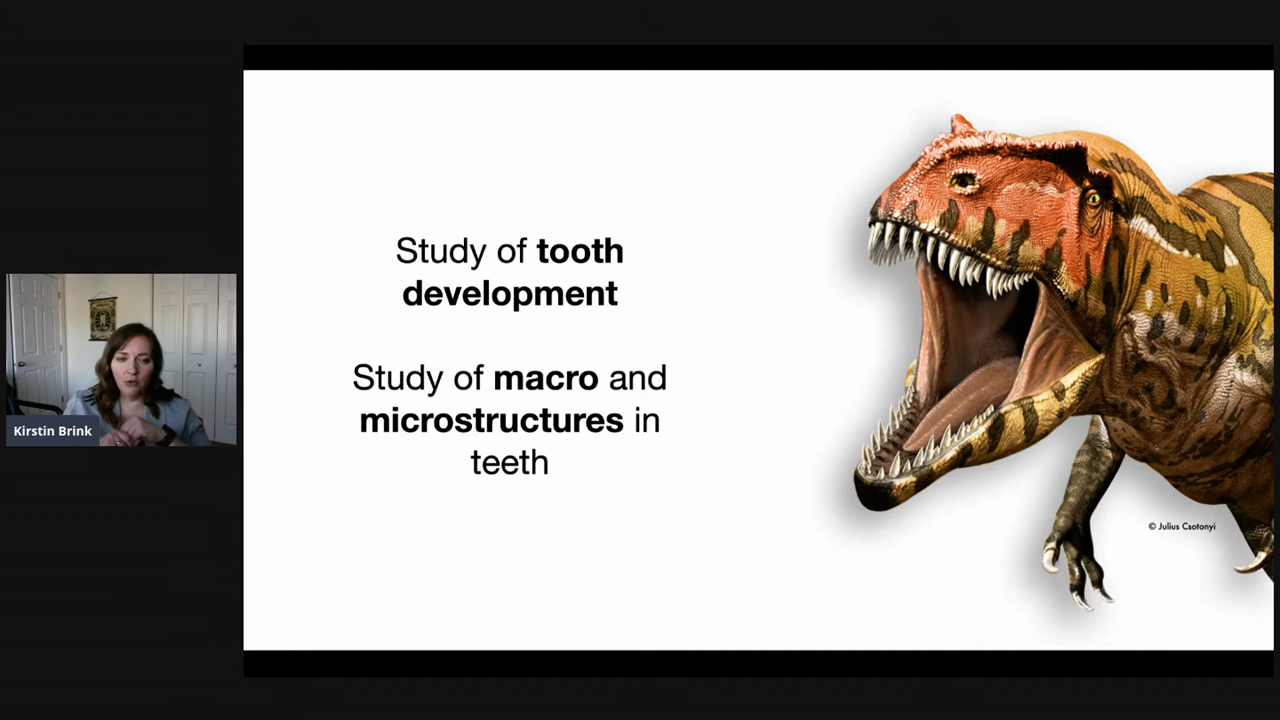 Study of tooth
development
Study of macro and
microstructures in
teeth
© Julius Csotonyi
Kirstin Brink